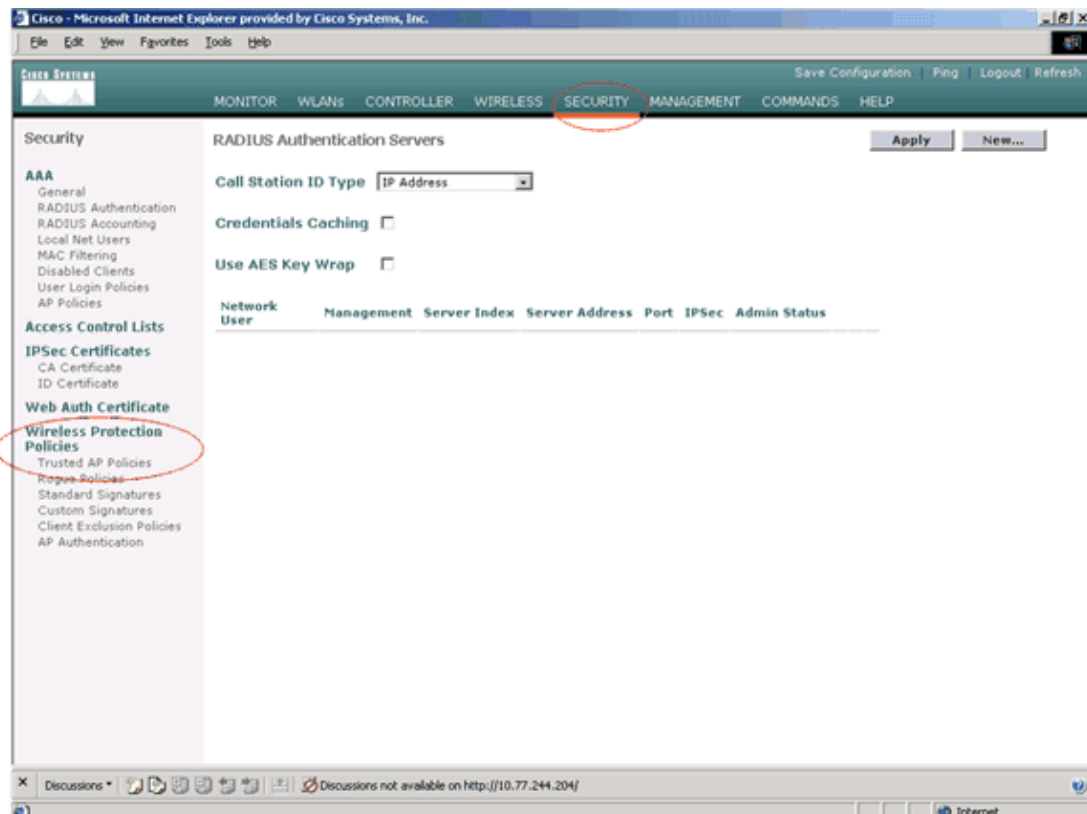 Cisco - Microsoft Internet Explorer provided by Cisco Systems, Inc.
File Edit View Favorites Tools Help
CISCO SYSTEMS
Save Configuration | Ping | Logout | Refresh
MONITOR WLANs CONTROLLER WIRELESS SECURITY MANAGEMENT COMMANDS HELP
Security
AAA
General
RADIUS Authentication
RADIUS Accounting
Local Net Users
MAC Filtering
Disabled Clients
User Login Policies
AP Policies
Access Control Lists
IPSec Certificates
CA Certificate
ID Certificate
Web Auth Certificate
Wireless Protection
Policies
Trusted AP Policies
Rogue Policies
Standard Signatures
Custom Signatures
Client Exclusion Policies
AP Authentication
RADIUS Authentication Servers
Apply New...
Call Station ID Type IP Address
Credentials Caching
Use AES Key Wrap
Network User Management Server Index Server Address Port IPSec Admin Status
Discussions Discussions not available on http://10.77.244.204/
Internet